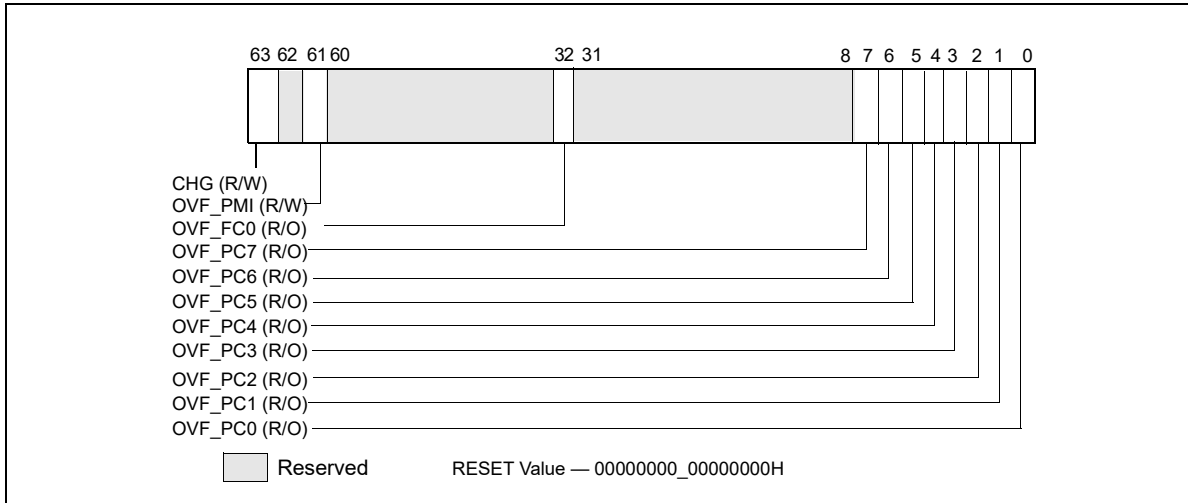 63 62 61 60 32 31 8 7 6 5 4 3 2 1 0
CHG (R/W)
OVF_PMI (R/W)
OVF_FC0 (R/O)
OVF_PC7 (R/O)
OVF_PC6 (R/O)
OVF_PC5 (R/O)
OVF_PC4 (R/O)
OVF_PC3 (R/O)
OVF_PC2 (R/O)
OVF_PC1 (R/O)
OVF_PC0 (R/O)
Reserved RESET Value — 00000000_00000000H